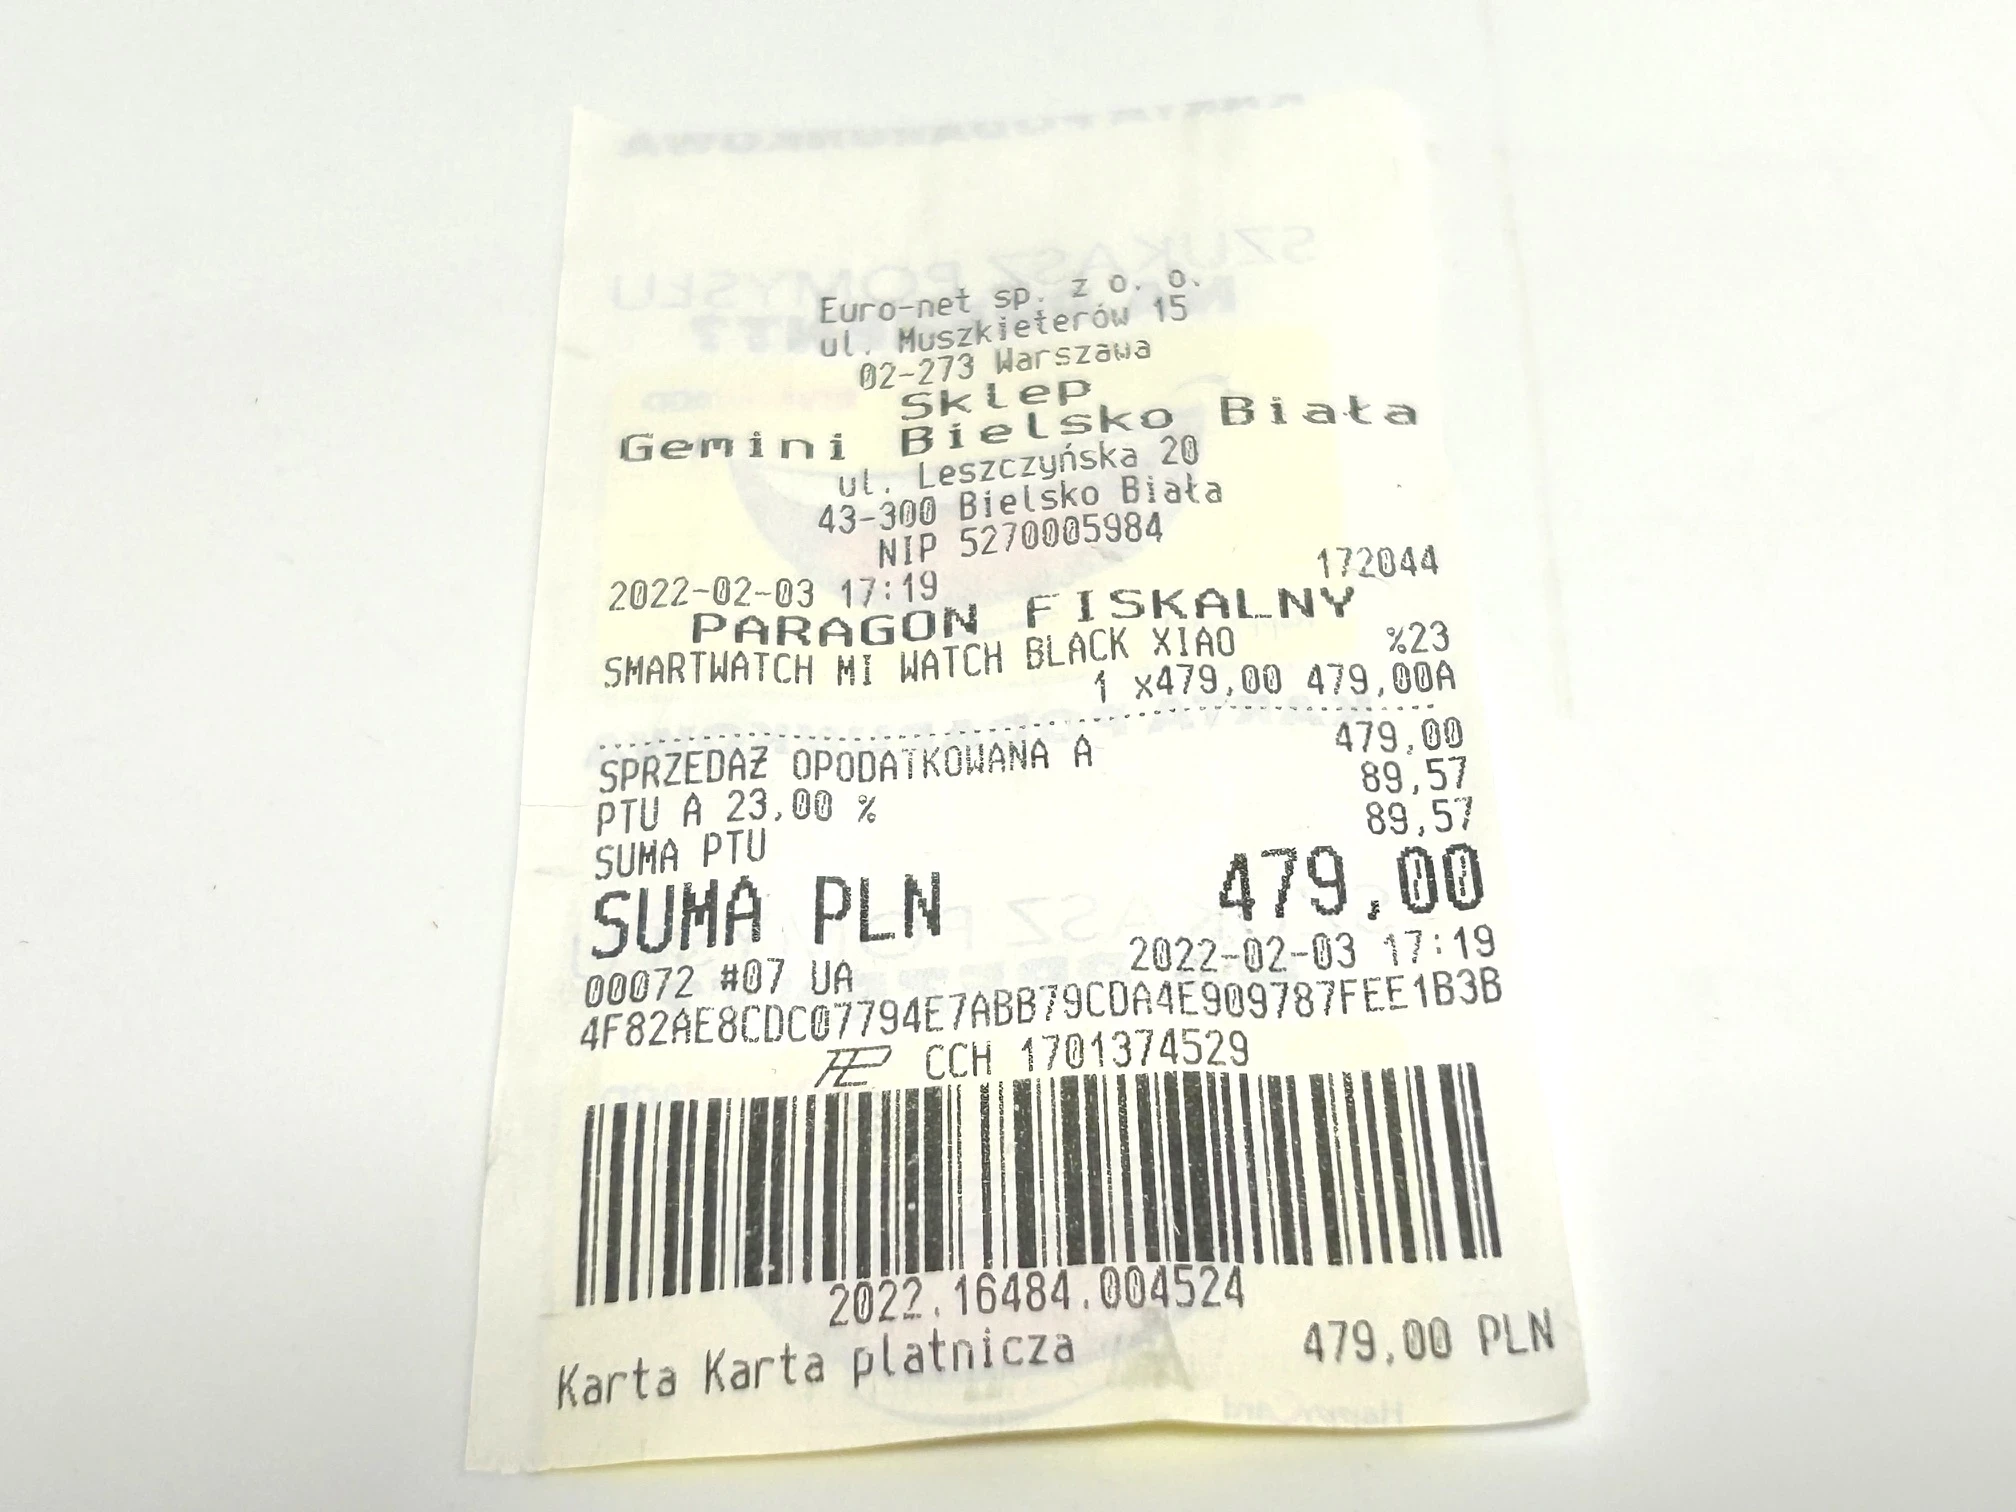 Euro-net sp. z o. o.
ul. Muszkieterów 15
02-273 Warszawa
Sklep
Gemini Bielsko Biała
ul. Leszczyńska 20
43-300 Bielsko Biała
NIP 5270005984
2022-02-03 17:19 172044
PARAGON FISKALNY
SMARTWATCH MI WATCH BLACK XIAO %23
1 x479,00 479,00A
SPRZEDAŻ OPODATKOWANA A 479,00
PTU A 23,00 % 89,57
SUMA PTU 89,57
SUMA PLN 479,00
00072 #07 UA 2022-02-03 17:19
4F82AE8CDC07794E7ABB79CDA4E909787FEE1B3B
CCH 1701374529
2022.16484.004524
Karta Karta platnicza 479,00 PLN